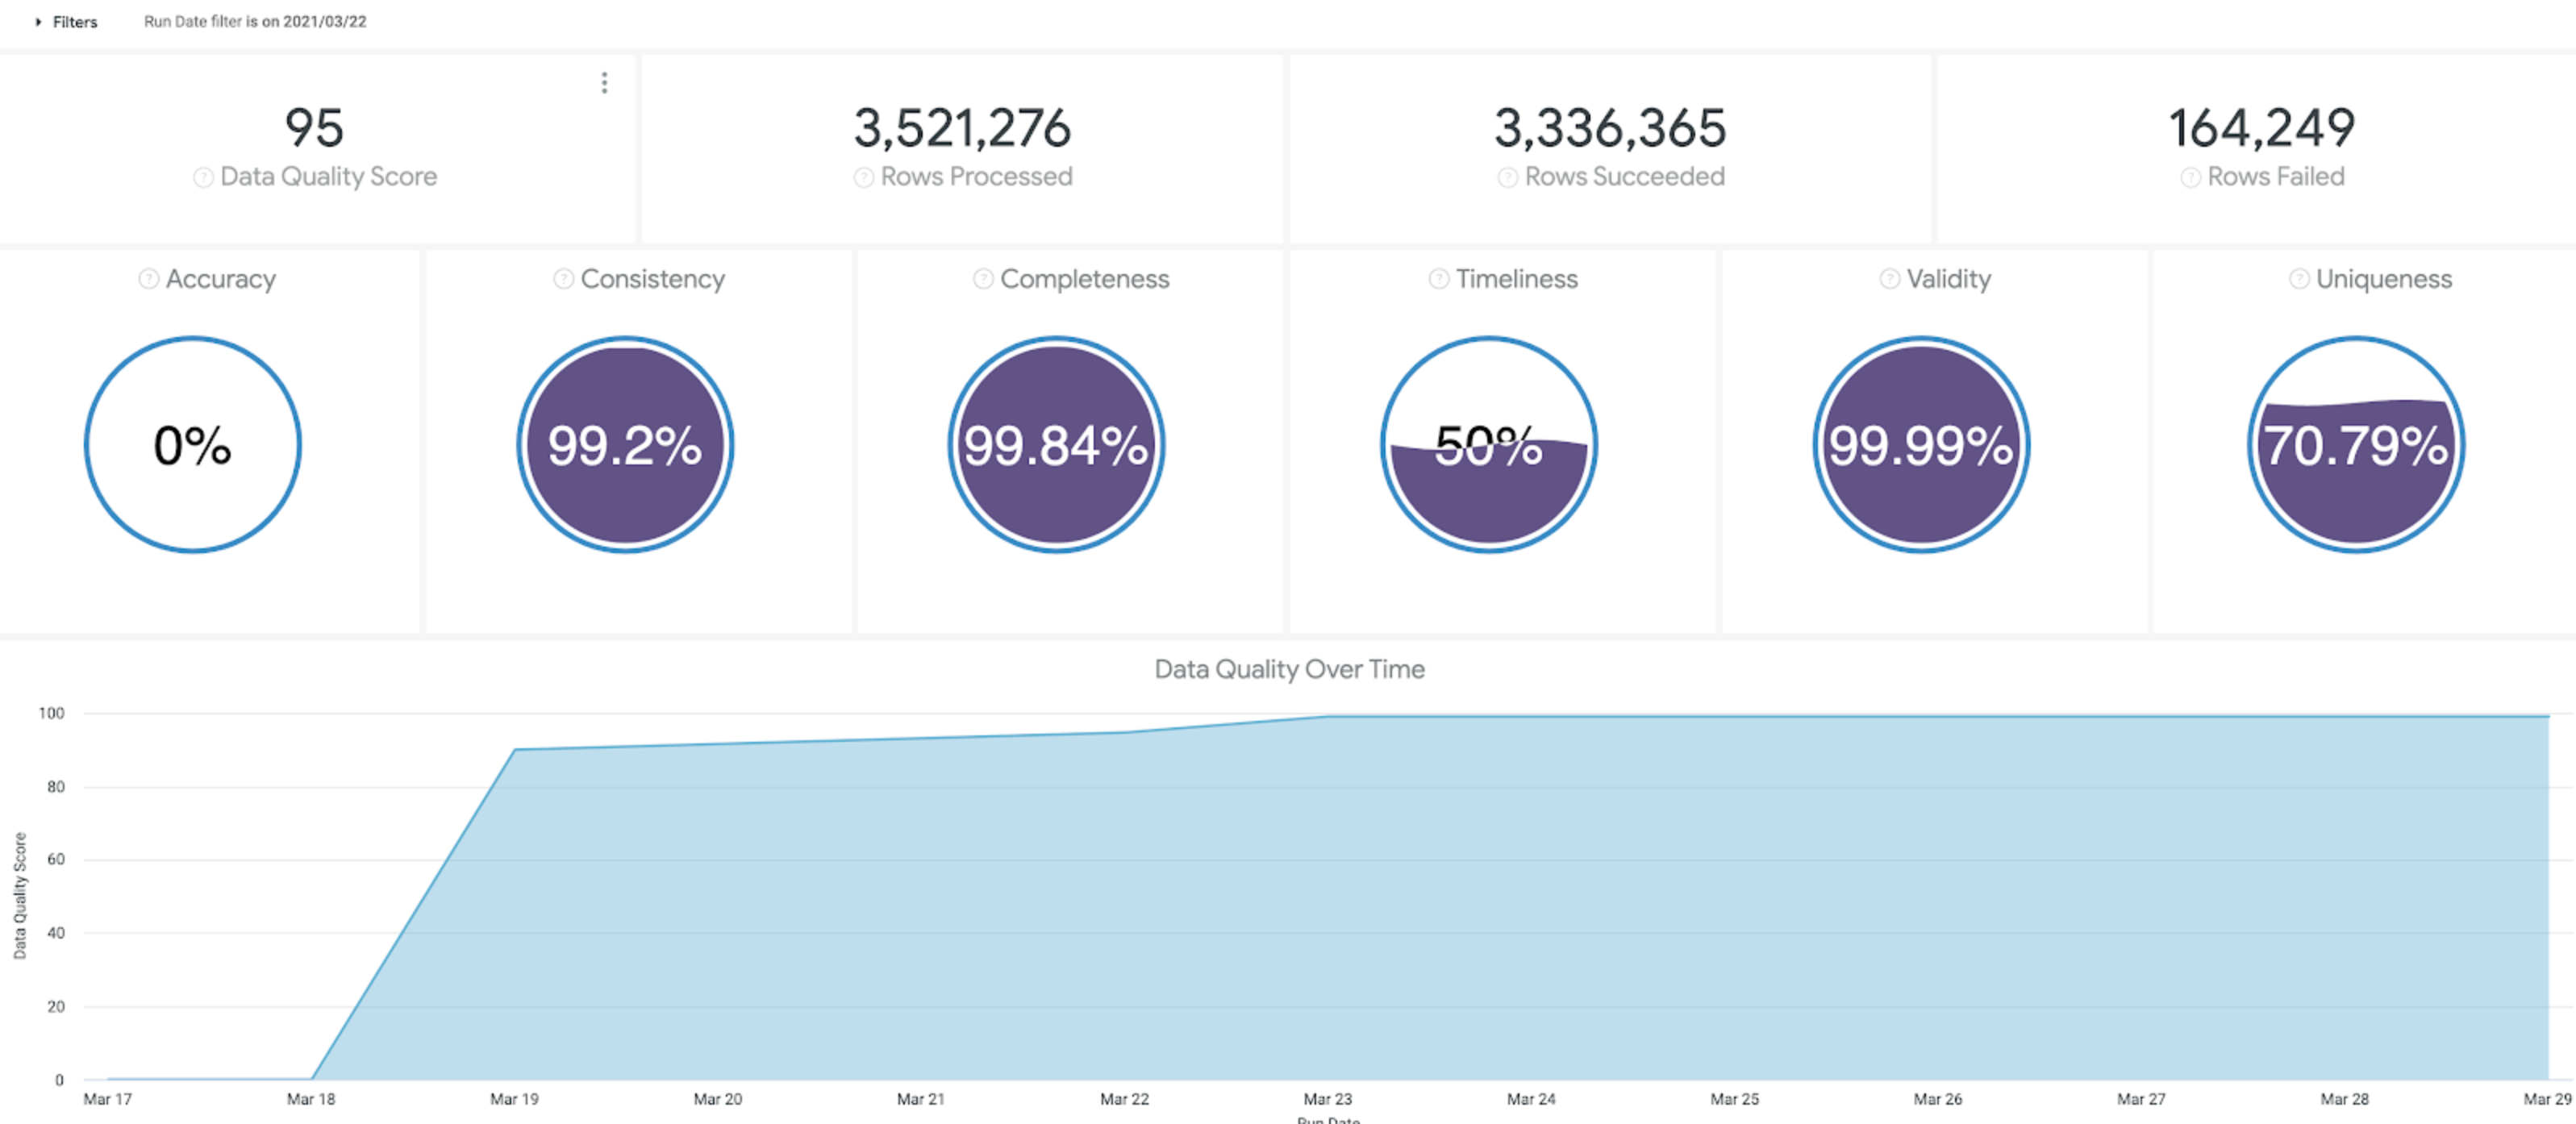 Filters Run Date filter is on 2021/03/22
95 3,521,276 3,336,365 164,249
Data Quality Score Rows Processed Rows Succeeded Rows Failed
Accuracy Consistency Completeness Timeliness Validity Uniqueness
0% 99.2% 99.84% 50% 99.99% 70.79%
Data Quality Over Time
100
80
60
40
20
0
Data Quality Score
Mar 17 Mar 18 Mar 19 Mar 20 Mar 21 Mar 22 Mar 23 Mar 24 Mar 25 Mar 26 Mar 27 Mar 28 Mar 29
Run Date